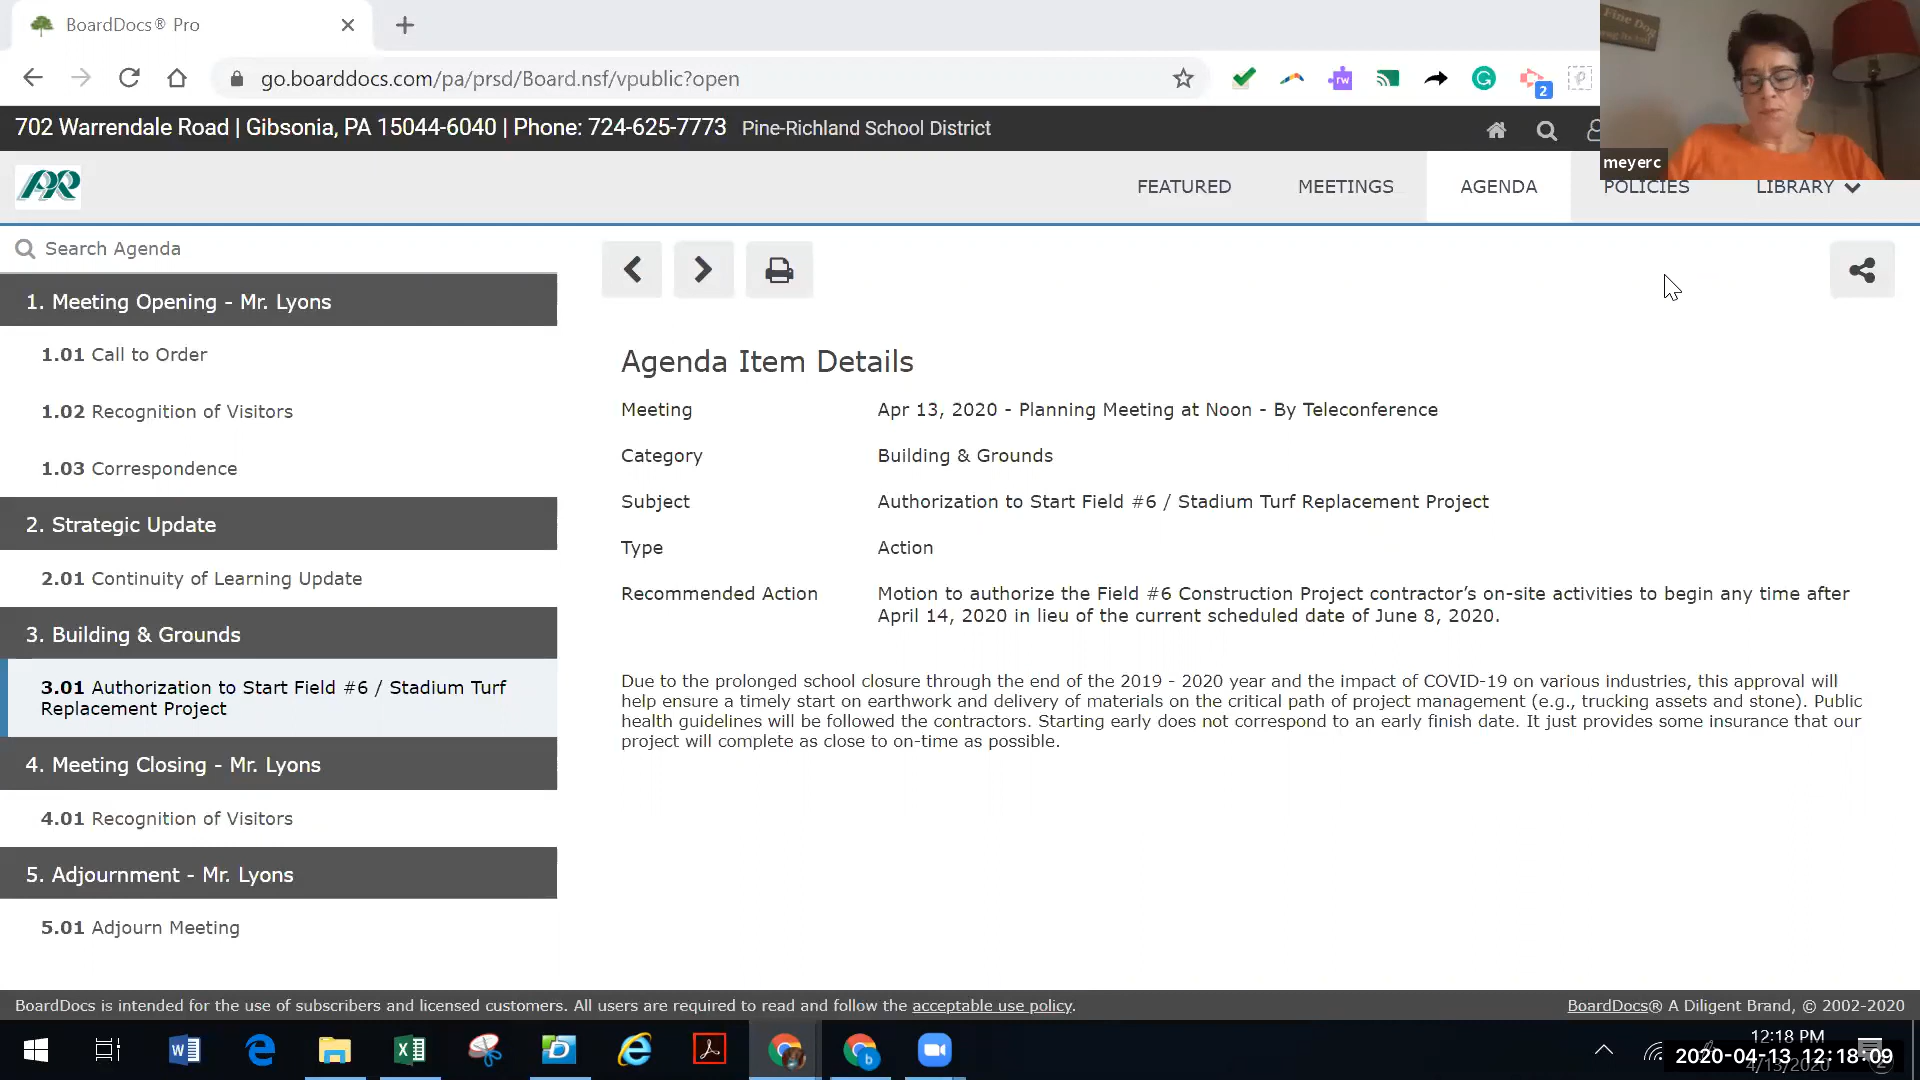 BoardDocs® Pro
go.boarddocs.com/pa/prsd/Board.nsf/vpublic?open
rw
2
702 Warrendale Road | Gibsonia, PA 15044-6040 | Phone: 724-625-7773 Pine-Richland School District
meyerc
PR
FEATURED MEETINGS AGENDA POLICIES LIBRARY
Search Agenda
1. Meeting Opening - Mr. Lyons
1.01 Call to Order
1.02 Recognition of Visitors
1.03 Correspondence
2. Strategic Update
2.01 Continuity of Learning Update
3. Building & Grounds
3.01 Authorization to Start Field #6 / Stadium Turf
Replacement Project
4. Meeting Closing - Mr. Lyons
4.01 Recognition of Visitors
5. Adjournment - Mr. Lyons
5.01 Adjourn Meeting
Agenda Item Details
Meeting Apr 13, 2020 - Planning Meeting at Noon - By Teleconference
Category Building & Grounds
Subject Authorization to Start Field #6 / Stadium Turf Replacement Project
Type Action
Recommended Action Motion to authorize the Field #6 Construction Project contractor’s on-site activities to begin any time after
April 14, 2020 in lieu of the current scheduled date of June 8, 2020.
Due to the prolonged school closure through the end of the 2019 - 2020 year and the impact of COVID-19 on various industries, this approval will
help ensure a timely start on earthwork and delivery of materials on the critical path of project management (e.g., trucking assets and stone). Public
health guidelines will be followed the contractors. Starting early does not correspond to an early finish date. It just provides some insurance that our
project will complete as close to on-time as possible.
BoardDocs is intended for the use of subscribers and licensed customers. All users are required to read and follow the acceptable use policy.
BoardDocs® A Diligent Brand, © 2002-2020
12:18 PM
2020-04-13 12:18:09
4/13/2020